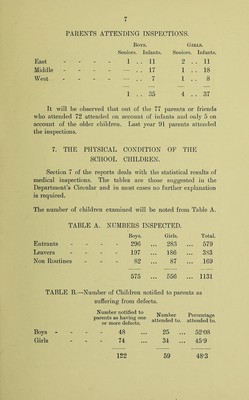 7
PARENTS ATTENDING INSPECTIONS.
Boys. Girls.
Seniors. Infants. Seniors. Infants.
East - - - - 1 .. 11 2 .. 11
Middle - - - - — .. 17 1 .. 18
West - - - - — .. 7 1 .. 8
1 .. 35 4 .. 37
It will be observed that out of the 77 parents or friends
who attended 72 attended on account of infants and only 5 on
account of the older children. Last year 91 parents attended
the inspections.
7. THE PHYSICAL CONDITION OF THE
SCHOOL CHILDREN.
Section 7 of the reports deals with the statistical results of
medical inspections. The tables are those suggested in the
Department's Circular and in most cases no further explanation
is required.
The number of children examined will be noted from Table A.
TABLE A. NUMBERS INSPECTED.
Boys. Girls. Total.
Entrants - - - - 296 ... 283 ... 579
Leavers - - - - 197 ... 186 ... 383
Non Routines - - - 82 ... 87 ... 169
575 ... 556 ... 1131
TABLE B.—Number of Children notified to parents as
suffering from defects.
Number notified to parents as having one or more defects. Number attended to. Percentage attended to.
Boys - - - - 48 ... 25 ... 52·08
Girls - - - 74 ... 34 ... 45·9
122 59 48·3